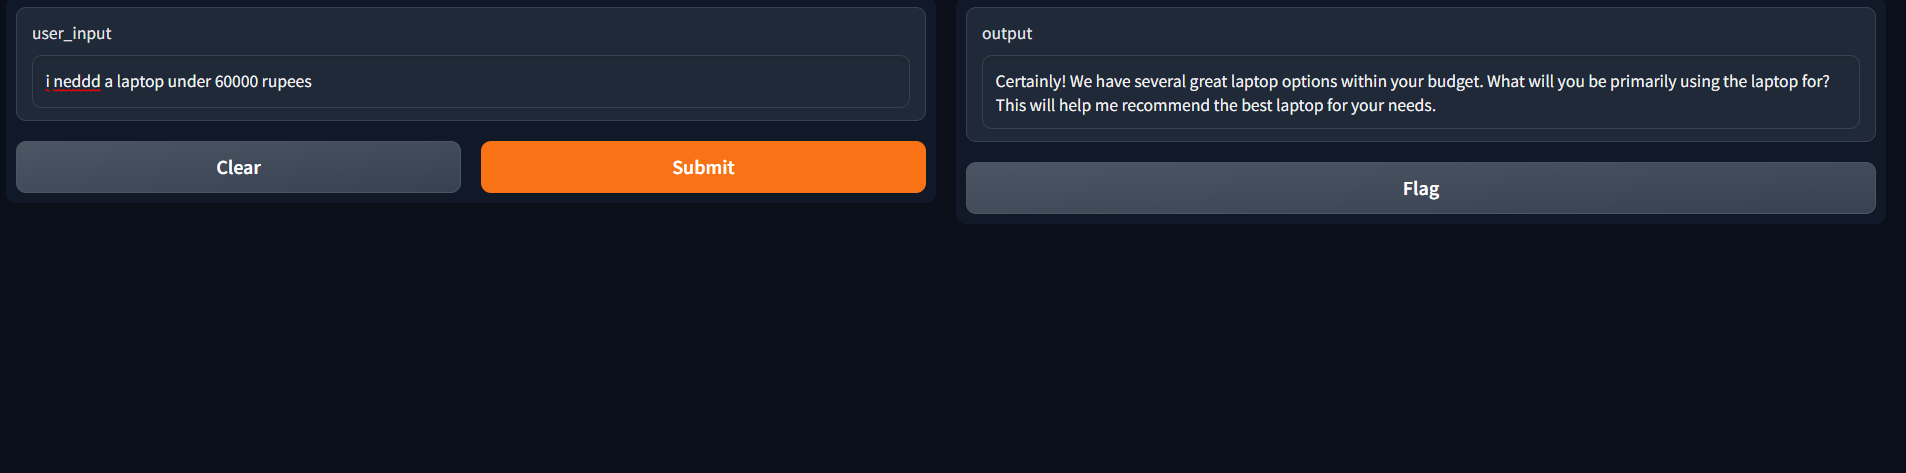 user_input
i neddd a laptop under 60000 rupees
Clear
Submit
output
Certainly! We have several great laptop options within your budget. What will you be primarily using the laptop for?
This will help me recommend the best laptop for your needs.
Flag